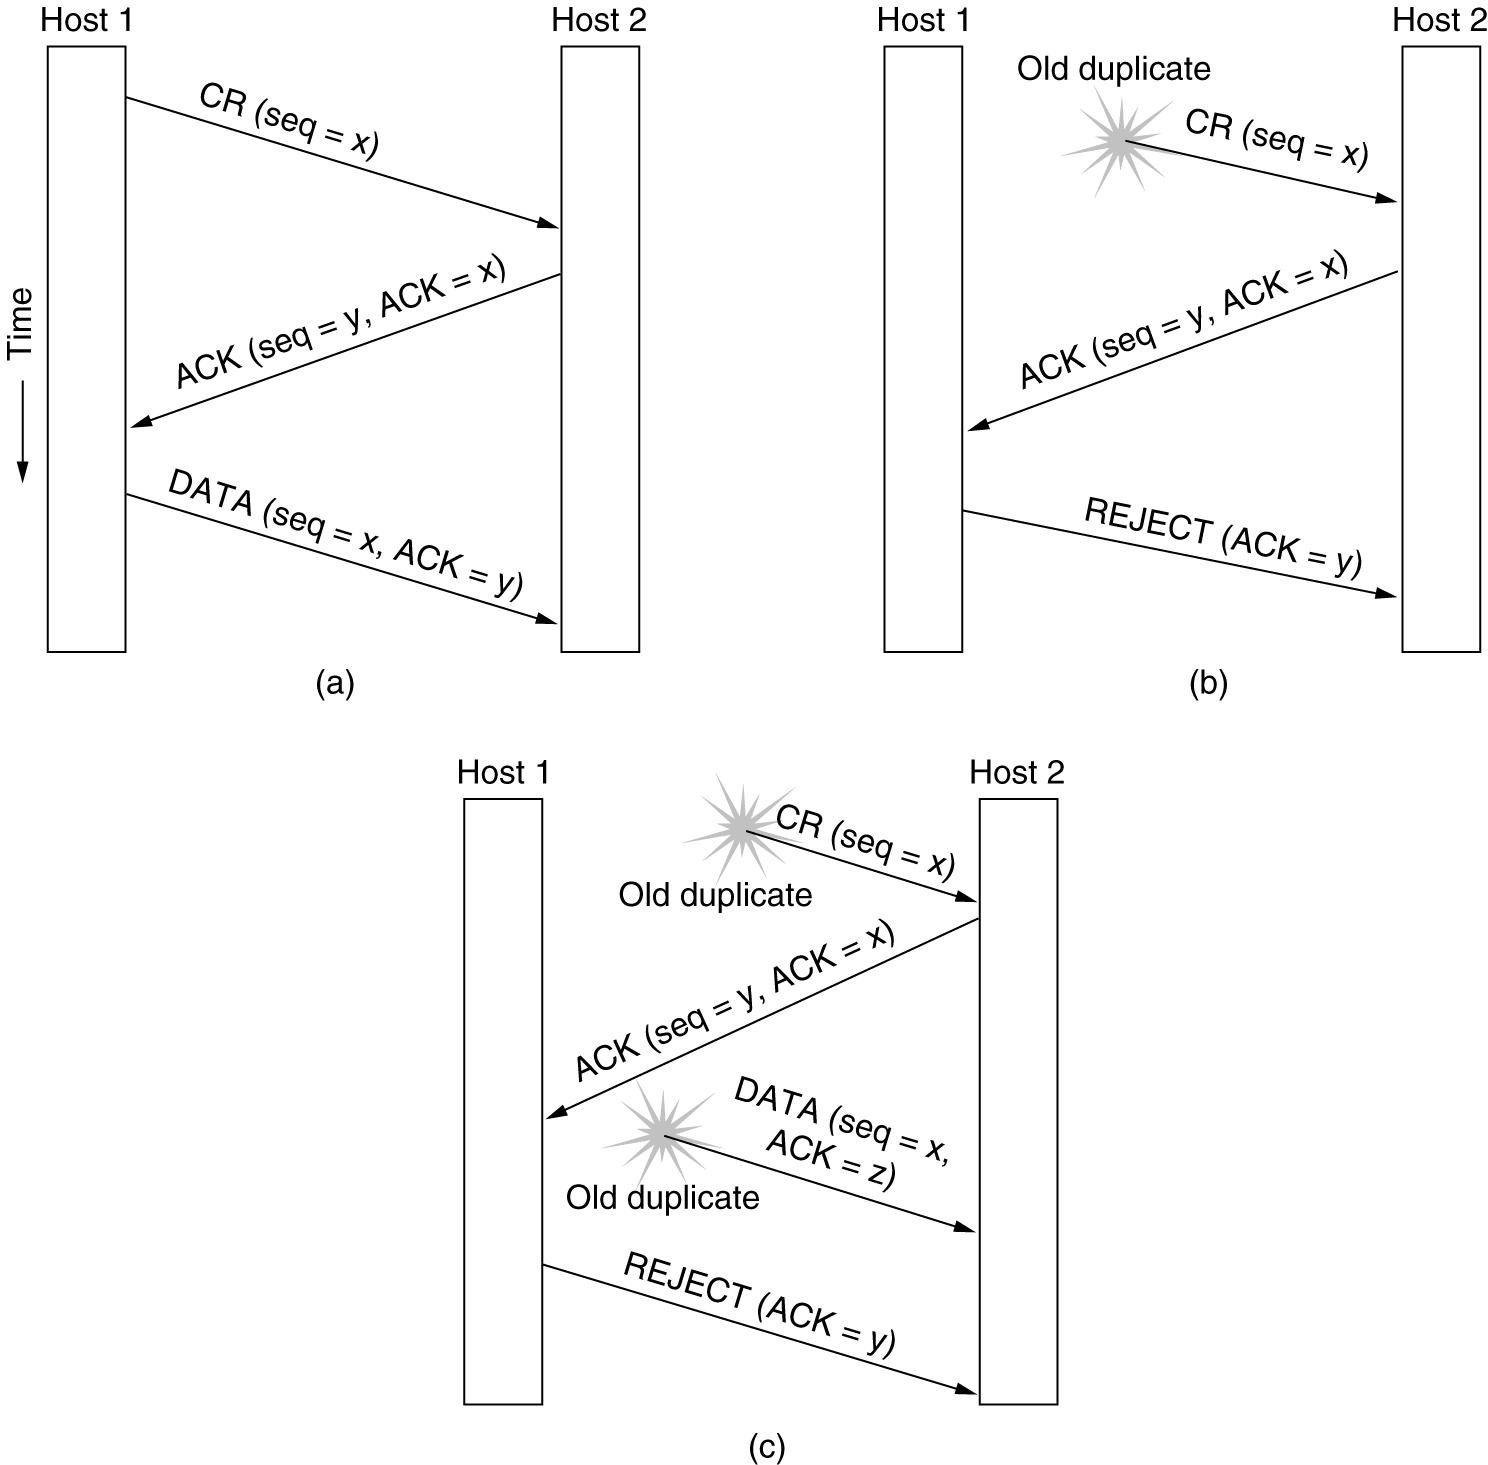 Host 1
Host 2
CR (seq = x)
ACK (seq = y, ACK = x)
DATA (seq = x, ACK = y)
Time
(a)
Host 1
Host 2
Old duplicate
CR (seq = x)
ACK (seq = y, ACK = x)
REJECT (ACK = y)
(b)
Host 1
Host 2
CR (seq = x)
Old duplicate
ACK (seq = y, ACK = x)
DATA (seq = x,
ACK = z)
Old duplicate
REJECT (ACK = y)
(c)